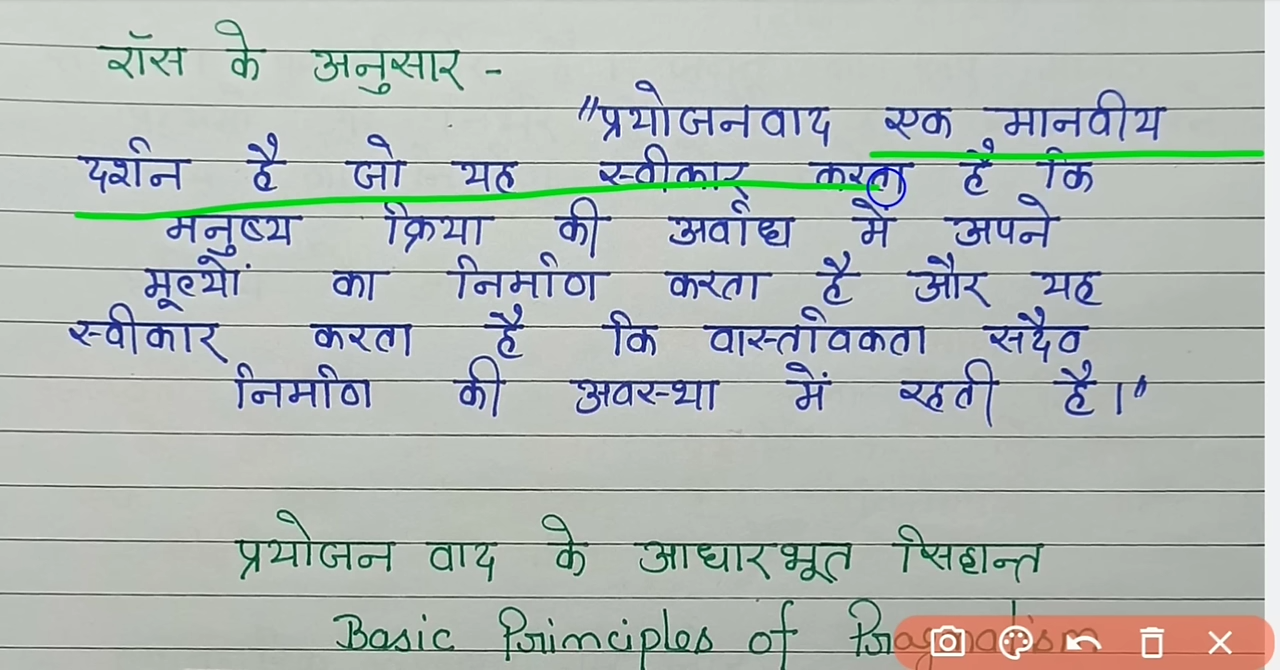 रॉस के अनुसार -
"प्रयोजनवाद एक मानवीय
दर्शन है जो यह स्वीकार करता है कि
मनुष्य क्रिया की अवधि में अपने
मूल्यों का निर्माण करता है और यह
स्वीकार करता है कि वास्तविकता सदैव
निर्माण की अवस्था में रहती है।"
प्रयोजन वाद के आधारभूत सिद्धान्त
Basic Principles of Pragmatism